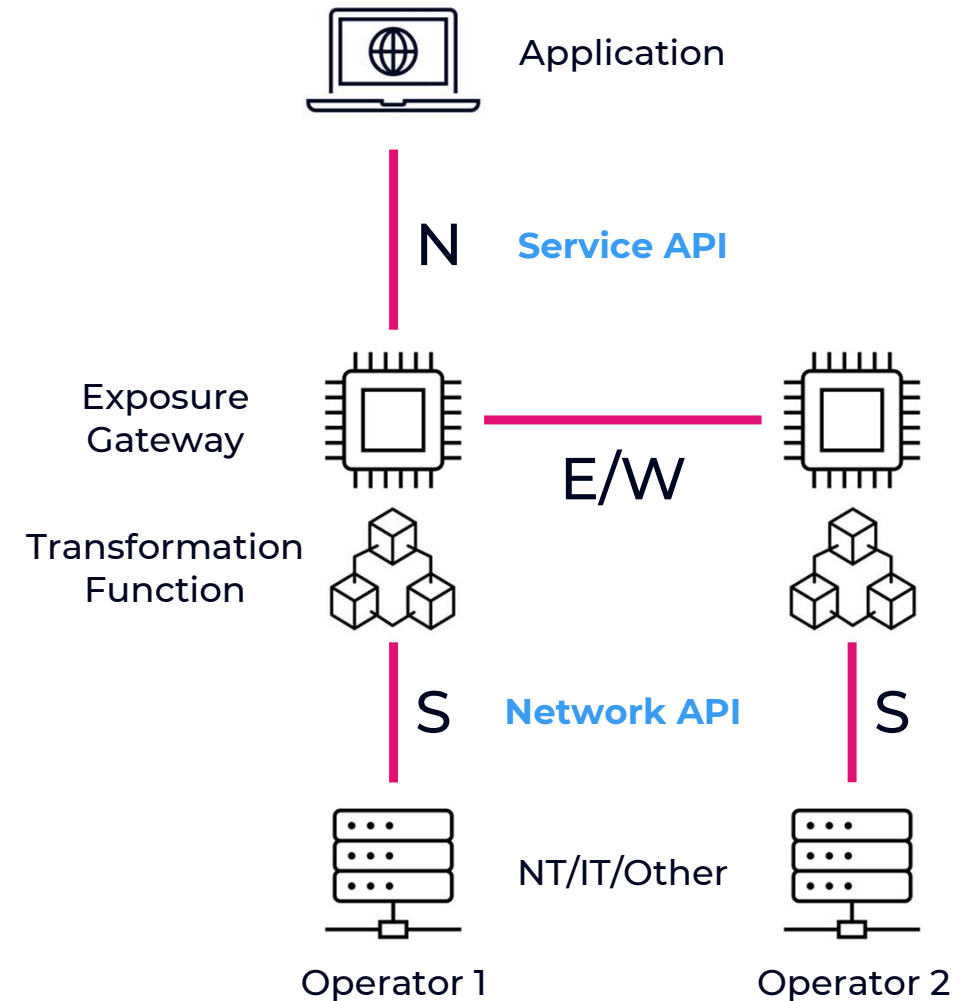 Application
N
Service API
Exposure
Gateway
E/W
Transformation
Function
S
Network API
S
NT/IT/Other
Operator 1
Operator 2